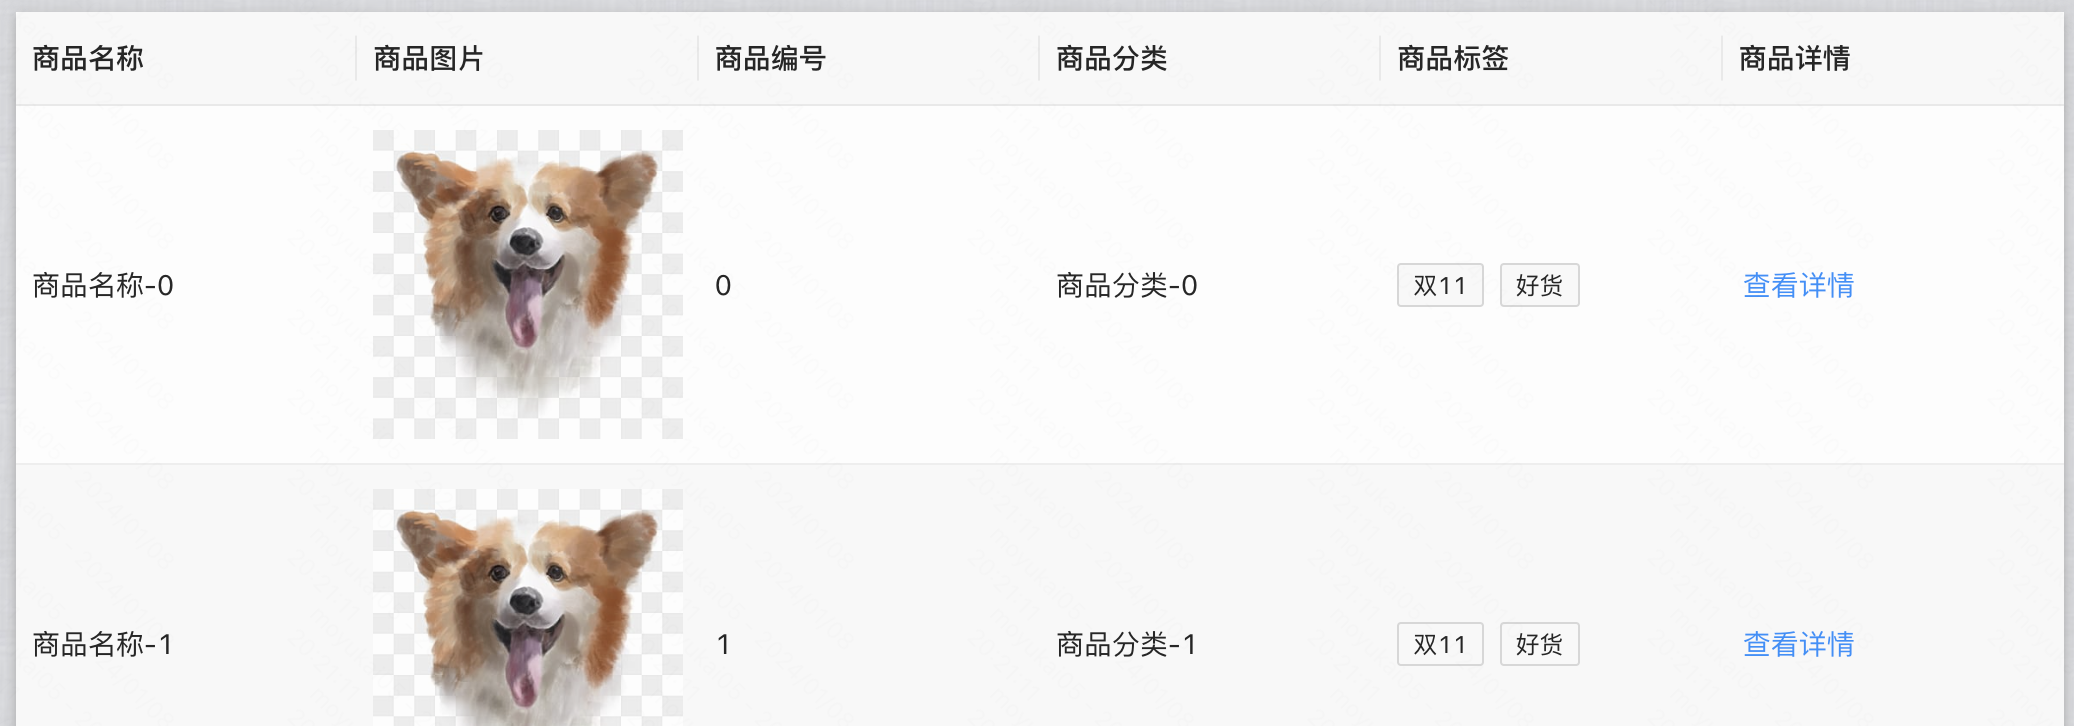 商品名称 商品图片 商品编号 商品分类 商品标签 商品详情
商品名称-0 0 商品分类-0 双11 好货 查看详情
商品名称-1 1 商品分类-1 双11 好货 查看详情